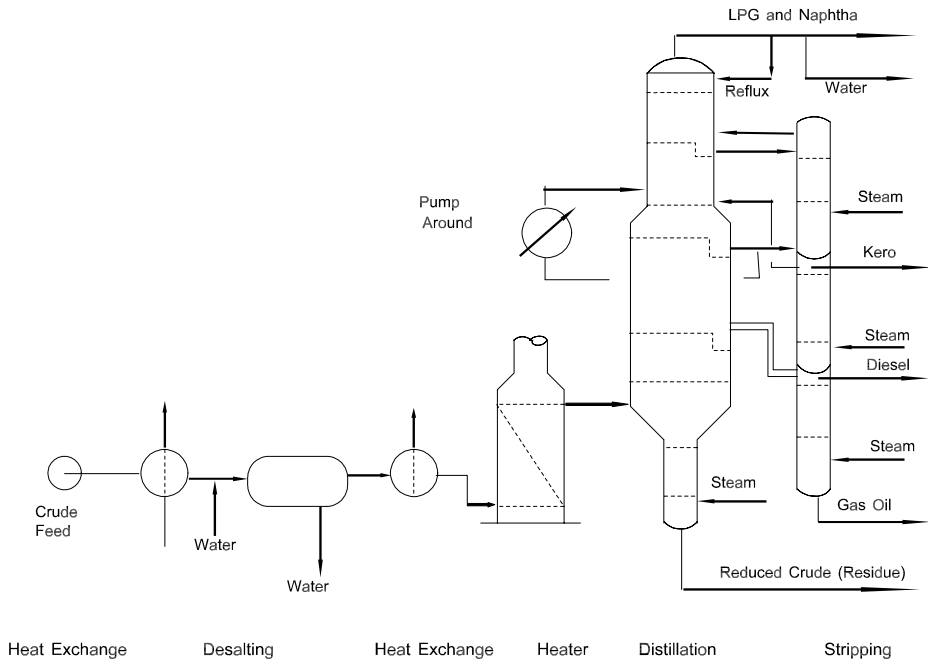 LPG and Naphtha
Reflux
Water
Steam
Pump
Around
Kero
Steam
Diesel
Steam
Steam
Gas Oil
Crude
Feed
Water
Water
Reduced Crude (Residue)
Heat Exchange
Desalting
Heat Exchange
Heater
Distillation
Stripping